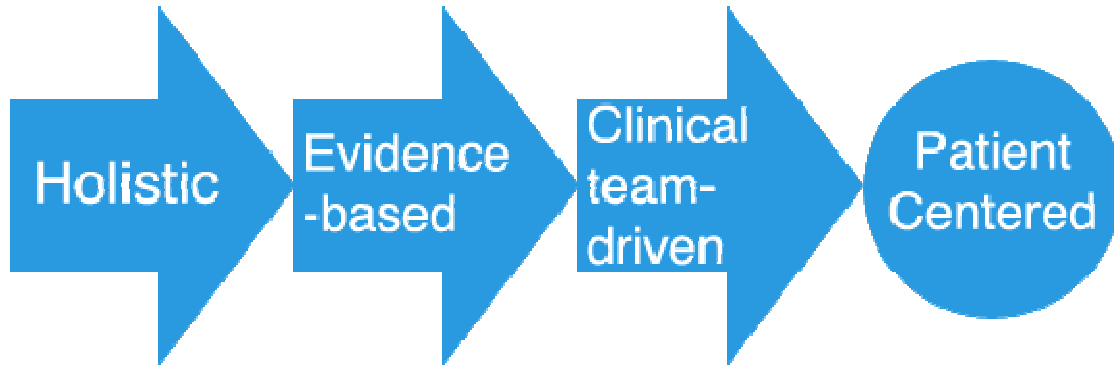 Holistic
Evidence
-based
Clinical
team-
driven
Patient
Centered